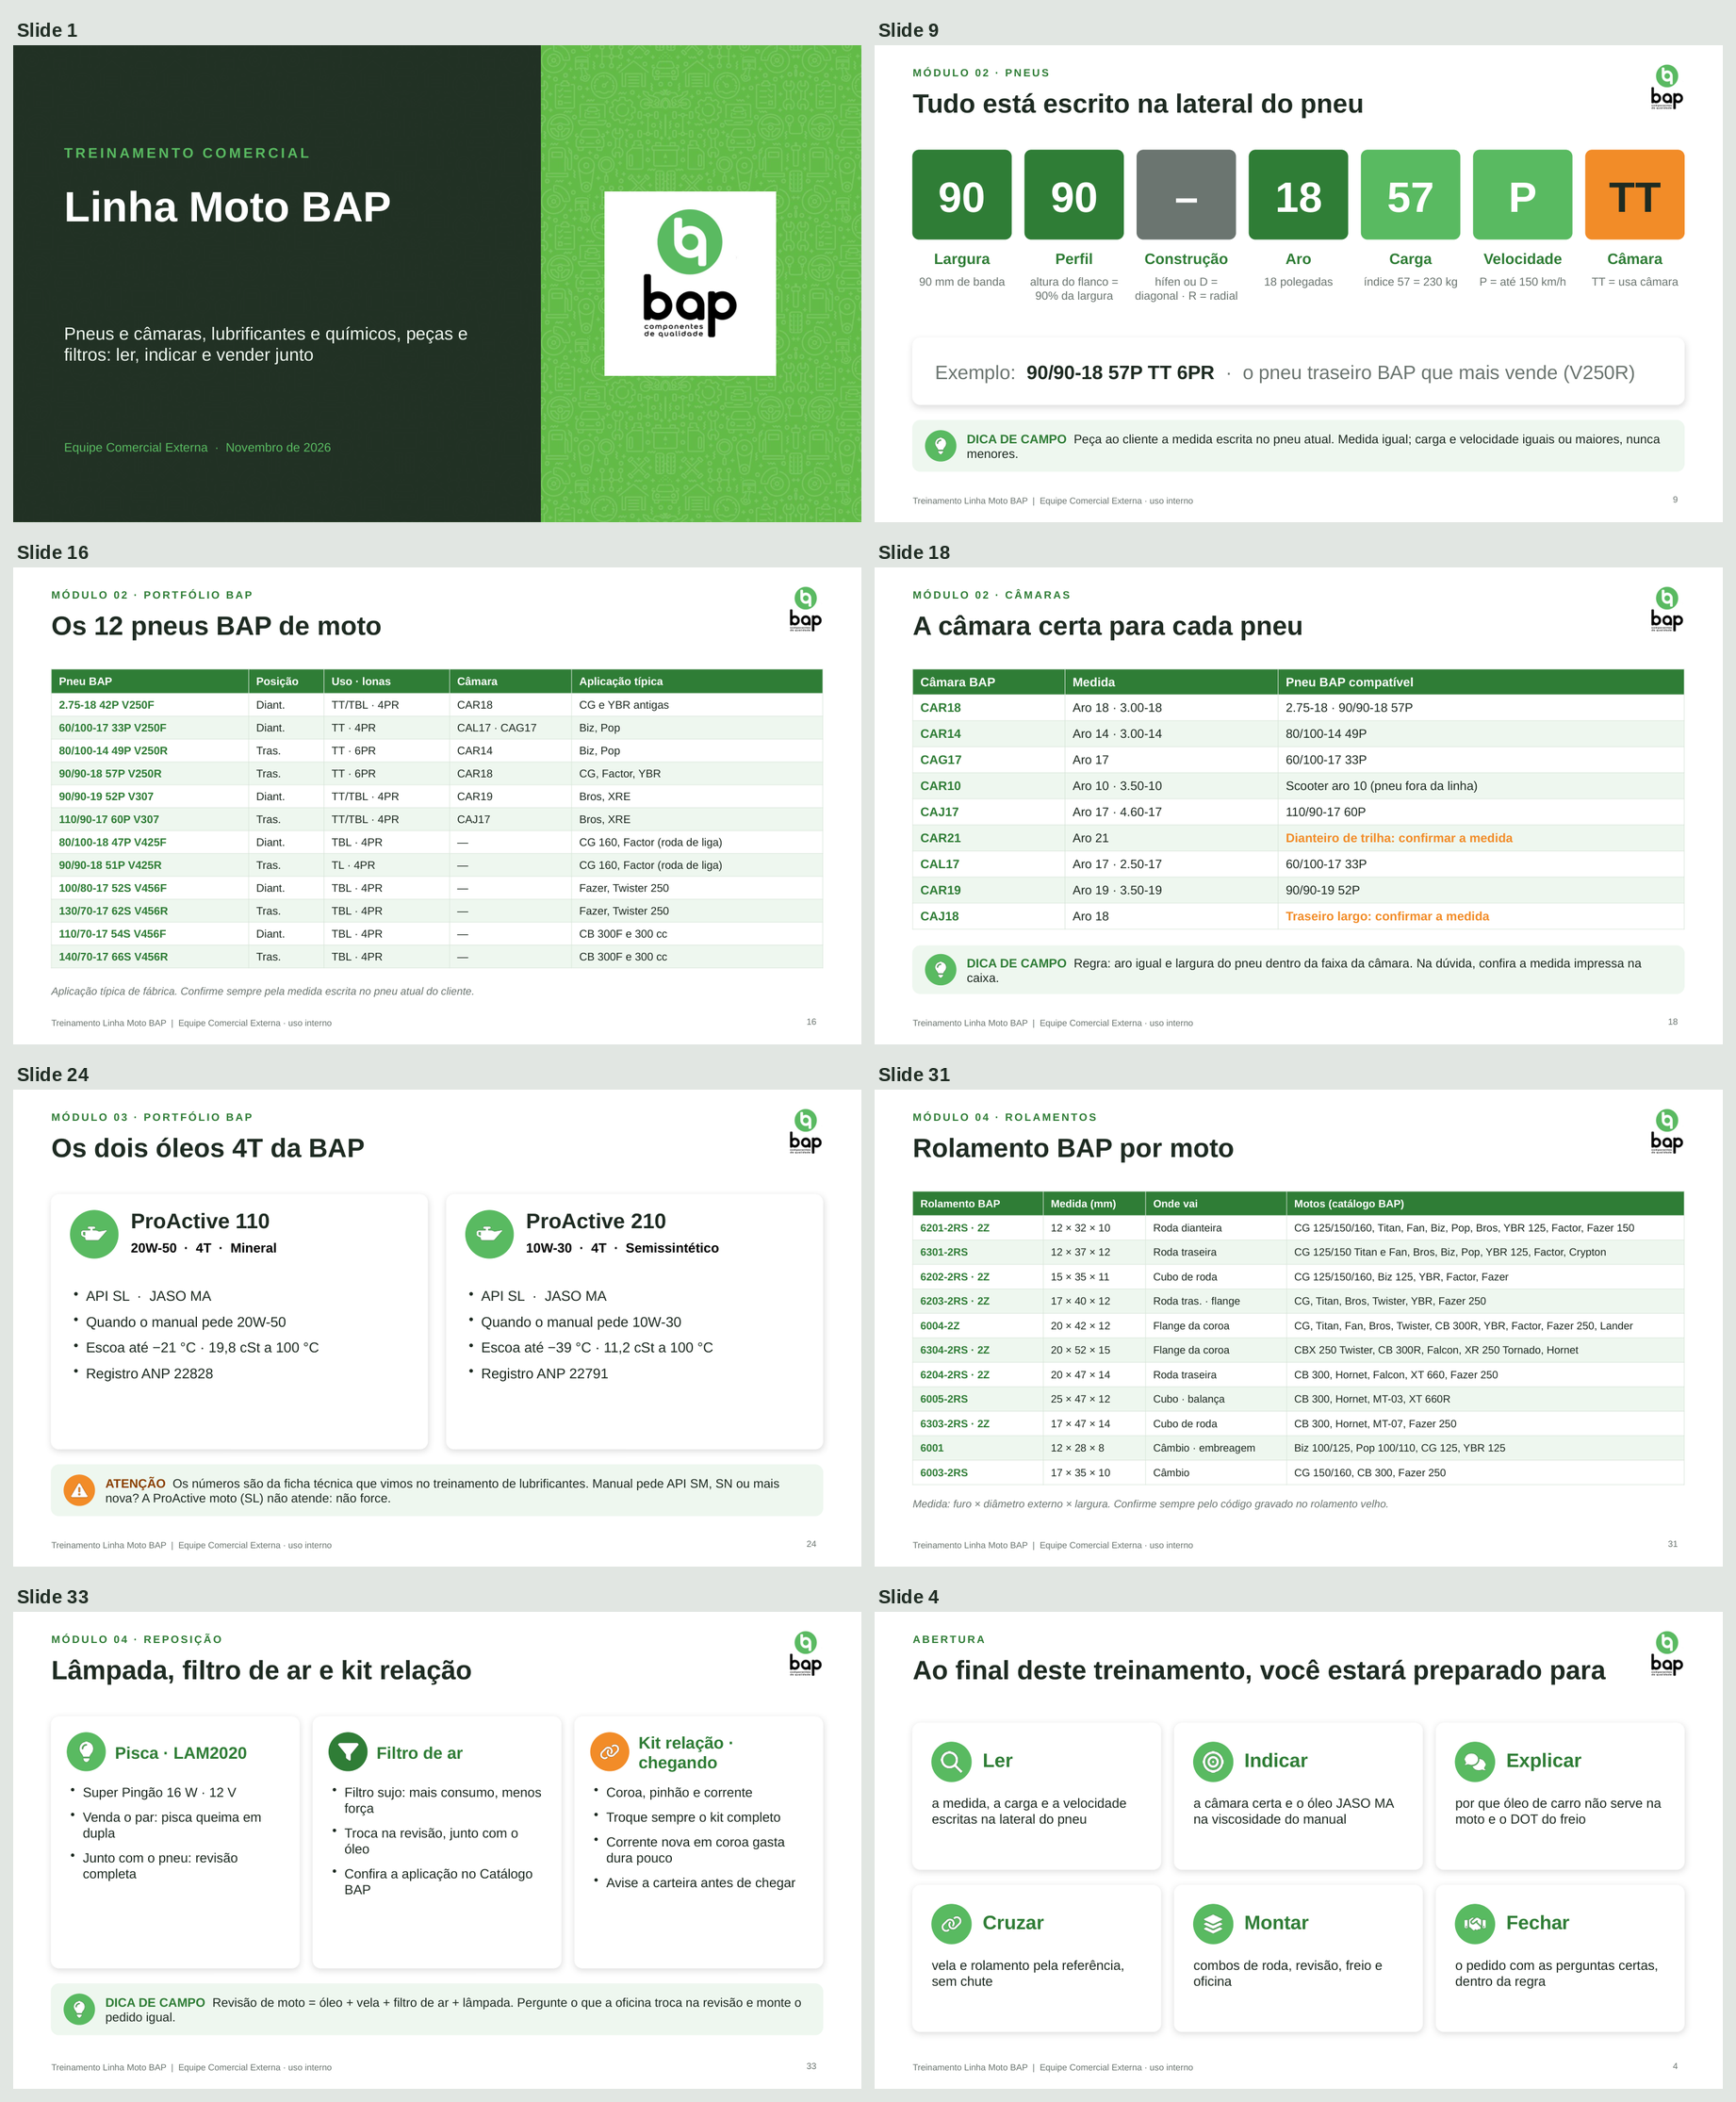 Slide 1
TREINAMENTO COMERCIAL
Linha Moto BAP
Pneus e câmaras, lubrificantes e químicos, peças e
filtros: ler, indicar e vender junto
Equipe Comercial Externa · Novembro de 2026
bap
componentes
de qualidade
Slide 9
MÓDULO 02 · PNEUS
Tudo está escrito na lateral do pneu
bap
90 90 – 18 57 P TT
Largura Perfil Construção Aro Carga Velocidade Câmara
90 mm de banda altura do flanco = hífen ou D = 18 polegadas índice 57 = 230 kg P = até 150 km/h TT = usa câmara
90% da largura diagonal · R = radial
Exemplo: 90/90-18 57P TT 6PR · o pneu traseiro BAP que mais vende (V250R)
DICA DE CAMPO Peça ao cliente a medida escrita no pneu atual. Medida igual; carga e velocidade iguais ou maiores, nunca
menores.
Treinamento Linha Moto BAP | Equipe Comercial Externa · uso interno 9
Slide 16
MÓDULO 02 · PORTFÓLIO BAP
Os 12 pneus BAP de moto
bap
Pneu BAP Posição Uso · lonas Câmara Aplicação típica
2.75-18 42P V250F Diant. TT/TBL · 4PR CAR18 CG e YBR antigas
60/100-17 33P V250F Diant. TT · 4PR CAL17 · CAG17 Biz, Pop
80/100-14 49P V250R Tras. TT · 6PR CAR14 Biz, Pop
90/90-18 57P V250R Tras. TT · 6PR CAR18 CG, Factor, YBR
90/90-19 52P V307 Diant. TT/TBL · 4PR CAR19 Bros, XRE
110/90-17 60P V307 Tras. TT/TBL · 4PR CAJ17 Bros, XRE
80/100-18 47P V425F Diant. TBL · 4PR — CG 160, Factor (roda de liga)
90/90-18 51P V425R Tras. TL · 4PR — CG 160, Factor (roda de liga)
100/80-17 52S V456F Diant. TBL · 4PR — Fazer, Twister 250
130/70-17 62S V456R Tras. TBL · 4PR — Fazer, Twister 250
110/70-17 54S V456F Diant. TBL · 4PR — CB 300F e 300 cc
140/70-17 66S V456R Tras. TBL · 4PR — CB 300F e 300 cc
Aplicação típica de fábrica. Confirme sempre pela medida escrita no pneu atual do cliente.
Treinamento Linha Moto BAP | Equipe Comercial Externa · uso interno 16
Slide 18
MÓDULO 02 · CÂMARAS
A câmara certa para cada pneu
bap
Câmara BAP Medida Pneu BAP compatível
CAR18 Aro 18 · 3.00-18 2.75-18 · 90/90-18 57P
CAR14 Aro 14 · 3.00-14 80/100-14 49P
CAG17 Aro 17 60/100-17 33P
CAR10 Aro 10 · 3.50-10 Scooter aro 10 (pneu fora da linha)
CAJ17 Aro 17 · 4.60-17 110/90-17 60P
CAR21 Aro 21 Dianteiro de trilha: confirmar a medida
CAL17 Aro 17 · 2.50-17 60/100-17 33P
CAR19 Aro 19 · 3.50-19 90/90-19 52P
CAJ18 Aro 18 Traseiro largo: confirmar a medida
DICA DE CAMPO Regra: aro igual e largura do pneu dentro da faixa da câmara. Na dúvida, confira a medida impressa na
caixa.
Treinamento Linha Moto BAP | Equipe Comercial Externa · uso interno 18
Slide 24
MÓDULO 03 · PORTFÓLIO BAP
Os dois óleos 4T da BAP
bap
ProActive 110
20W-50 · 4T · Mineral
API SL · JASO MA
Quando o manual pede 20W-50
Escoa até −21 °C · 19,8 cSt a 100 °C
Registro ANP 22828
ProActive 210
10W-30 · 4T · Semissintético
API SL · JASO MA
Quando o manual pede 10W-30
Escoa até −39 °C · 11,2 cSt a 100 °C
Registro ANP 22791
ATENÇÃO Os números são da ficha técnica que vimos no treinamento de lubrificantes. Manual pede API SM, SN ou mais
nova? A ProActive moto (SL) não atende: não force.
Treinamento Linha Moto BAP | Equipe Comercial Externa · uso interno 24
Slide 31
MÓDULO 04 · ROLAMENTOS
Rolamento BAP por moto
bap
Rolamento BAP Medida (mm) Onde vai Motos (catálogo BAP)
6201-2RS · 2Z 12 × 32 × 10 Roda dianteira CG 125/150/160, Titan, Fan, Biz, Pop, Bros, YBR 125, Factor, Fazer 150
6301-2RS 12 × 37 × 12 Roda traseira CG 125/150 Titan e Fan, Bros, Biz, Pop, YBR 125, Factor, Crypton
6202-2RS · 2Z 15 × 35 × 11 Cubo de roda CG 125/150/160, Biz 125, YBR, Factor, Fazer
6203-2RS · 2Z 17 × 40 × 12 Roda tras. · flange CG, Titan, Bros, Twister, YBR, Fazer 250
6004-2Z 20 × 42 × 12 Flange da coroa CG, Titan, Fan, Bros, Twister, CB 300R, YBR, Factor, Fazer 250, Lander
6304-2RS · 2Z 20 × 52 × 15 Flange da coroa CBX 250 Twister, CB 300R, Falcon, XR 250 Tornado, Hornet
6204-2RS · 2Z 20 × 47 × 14 Roda traseira CB 300, Hornet, Falcon, XT 660, Fazer 250
6005-2RS 25 × 47 × 12 Cubo · balança CB 300, Hornet, MT-03, XT 660R
6303-2RS · 2Z 17 × 47 × 14 Cubo de roda CB 300, Hornet, MT-07, Fazer 250
6001 12 × 28 × 8 Câmbio · embreagem Biz 100/125, Pop 100/110, CG 125, YBR 125
6003-2RS 17 × 35 × 10 Câmbio CG 150/160, CB 300, Fazer 250
Medida: furo × diâmetro externo × largura. Confirme sempre pelo código gravado no rolamento velho.
Treinamento Linha Moto BAP | Equipe Comercial Externa · uso interno 31
Slide 33
MÓDULO 04 · REPOSIÇÃO
Lâmpada, filtro de ar e kit relação
bap
Pisca · LAM2020
Super Pingão 16 W · 12 V
Venda o par: pisca queima em
dupla
Junto com o pneu: revisão
completa
Filtro de ar
Filtro sujo: mais consumo, menos
força
Troca na revisão, junto com o
óleo
Confira a aplicação no Catálogo
BAP
Kit relação ·
chegando
Coroa, pinhão e corrente
Troque sempre o kit completo
Corrente nova em coroa gasta
dura pouco
Avise a carteira antes de chegar
DICA DE CAMPO Revisão de moto = óleo + vela + filtro de ar + lâmpada. Pergunte o que a oficina troca na revisão e monte o
pedido igual.
Treinamento Linha Moto BAP | Equipe Comercial Externa · uso interno 33
Slide 4
ABERTURA
Ao final deste treinamento, você estará preparado para
bap
Ler
a medida, a carga e a velocidade
escritas na lateral do pneu
Indicar
a câmara certa e o óleo JASO MA
na viscosidade do manual
Explicar
por que óleo de carro não serve na
moto e o DOT do freio
Cruzar
vela e rolamento pela referência,
sem chute
Montar
combos de roda, revisão, freio e
oficina
Fechar
o pedido com as perguntas certas,
dentro da regra
Treinamento Linha Moto BAP | Equipe Comercial Externa · uso interno 4